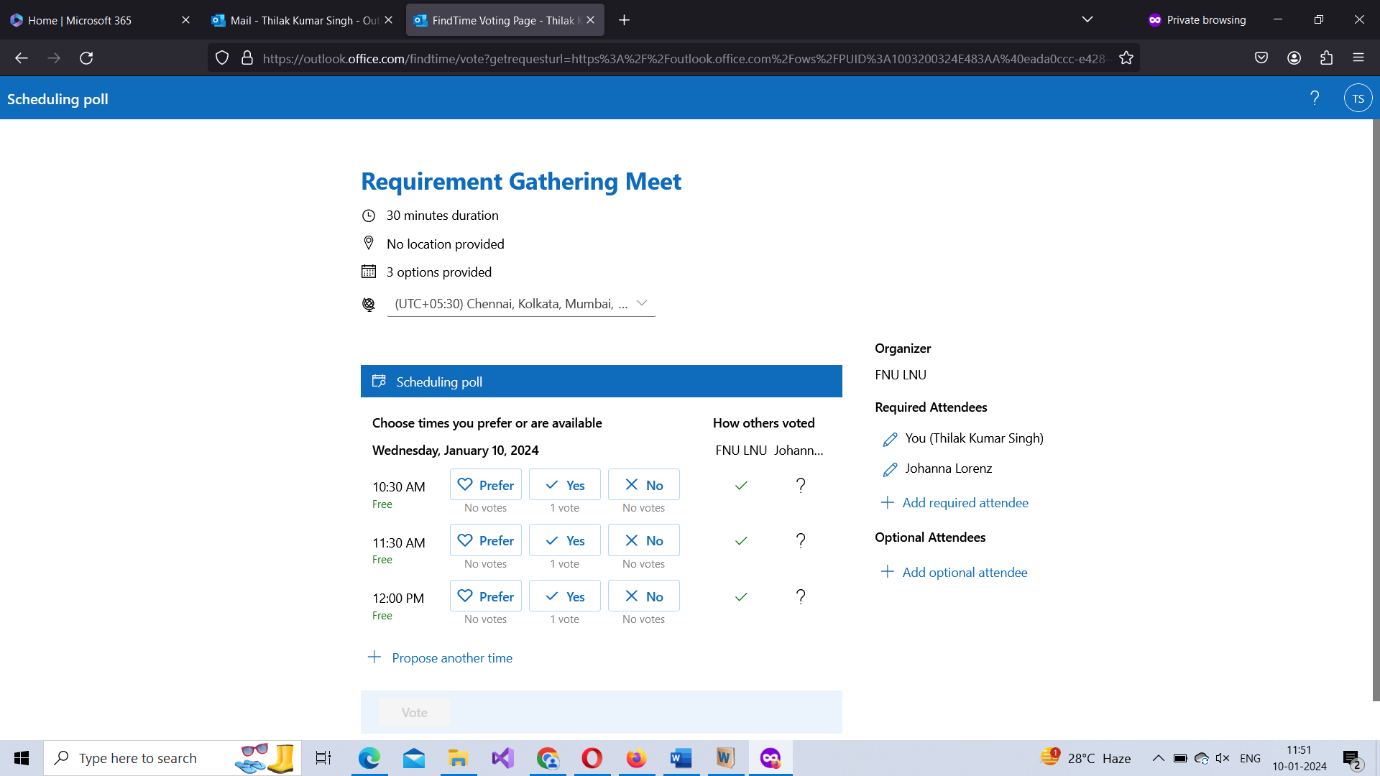 Home | Microsoft 365
Mail - Thilak Kumar Singh - Out
FindTime Voting Page - Thilak K
Private browsing
https://outlook.office.com/findtime/vote?getrequesturl=https%3A%2F%2Foutlook.office.com%2Fows%2FPUID%3A1003200324E483AA%40eada0ccc-e428-
Scheduling poll
?
TS
Requirement Gathering Meet
30 minutes duration
No location provided
3 options provided
(UTC+05:30) Chennai, Kolkata, Mumbai, ...
Organizer
FNU LNU
Required Attendees
You (Thilak Kumar Singh)
Johanna Lorenz
Add required attendee
Optional Attendees
Add optional attendee
Scheduling poll
Choose times you prefer or are available How others voted
Wednesday, January 10, 2024 FNU LNU Johann...
10:30 AM Prefer Yes No ?
Free No votes 1 vote No votes
11:30 AM Prefer Yes No ?
Free No votes 1 vote No votes
12:00 PM Prefer Yes No ?
Free No votes 1 vote No votes
Propose another time
Vote
Type here to search
1
28°C Haze
ENG
11:51
10-01-2024
2